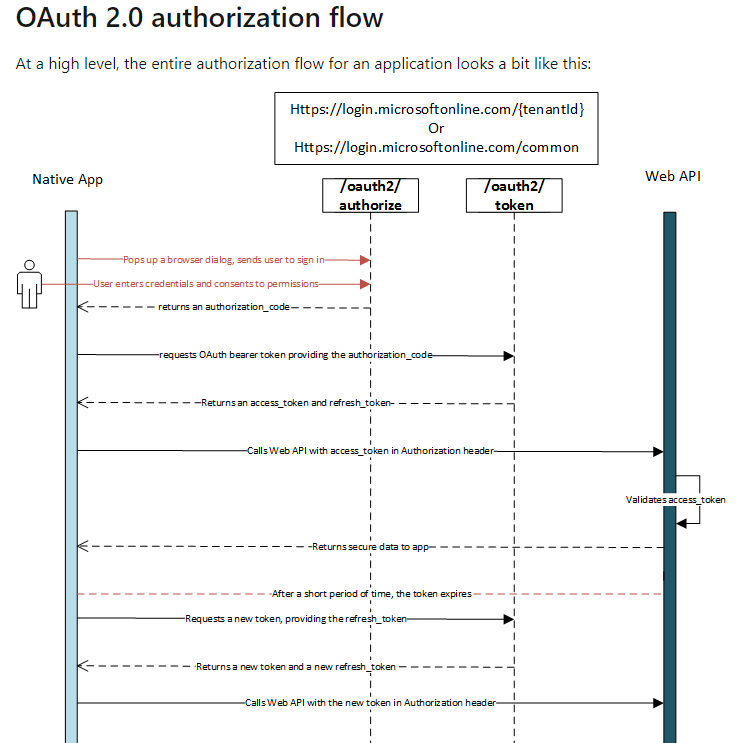 OAuth 2.0 authorization flow
At a high level, the entire authorization flow for an application looks a bit like this:
Https://login.microsoftonline.com/{tenantId}
Or
Https://login.microsoftonline.com/common
Native App
/oauth2/
authorize
/oauth2/
token
Web API
Pops up a browser dialog, sends user to sign in
User enters credentials and consents to permissions
returns an authorization_code
requests OAuth bearer token providing the authorization_code
Returns an access_token and refresh_token
Calls Web API with access_token in Authorization header
Validates access_token
Returns secure data to app
After a short period of time, the token expires
Requests a new token, providing the refresh_token
Returns a new token and a new refresh_token
Calls Web API with the new token in Authorization header